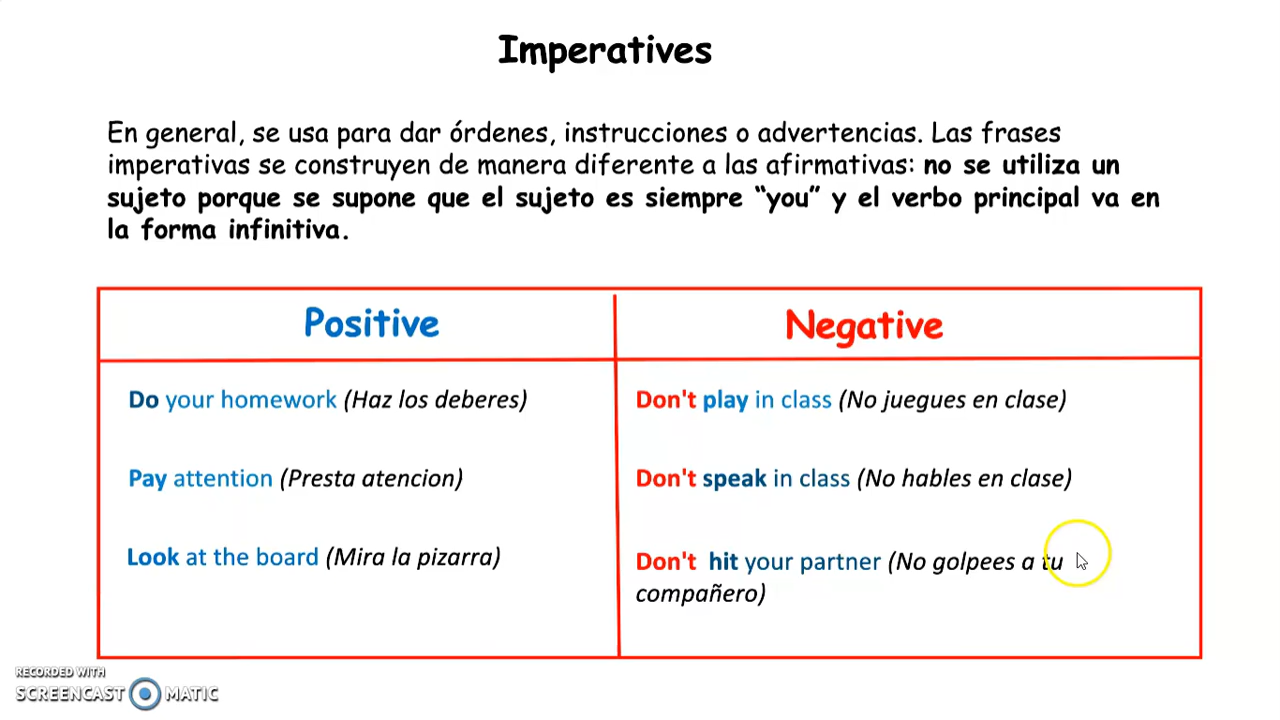 Imperatives
En general, se usa para dar órdenes, instrucciones o advertencias. Las frases
imperativas se construyen de manera diferente a las afirmativas: no se utiliza un
sujeto porque se supone que el sujeto es siempre “you” y el verbo principal va en
la forma infinitiva.
Positive
Negative
Do your homework (Haz los deberes)
Don't play in class (No juegues en clase)
Pay attention (Presta atencion)
Don't speak in class (No hables en clase)
Look at the board (Mira la pizarra)
Don't hit your partner (No golpees a tu
compañero)
RECORDED WITH
SCREENCAST MATIC